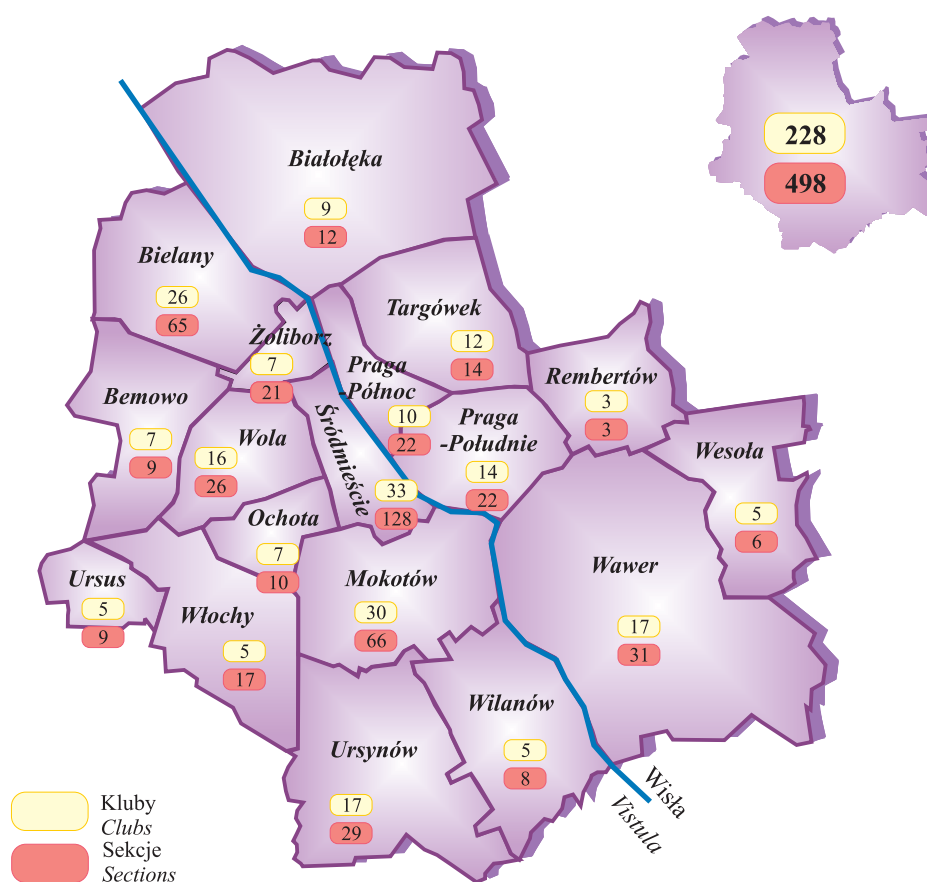 228
498
Białołęka
9
12
Bielany
26
65
Targówek
12
14
Żoliborz
7
21
Praga
-Północ
10
22
Rembertów
3
3
Bemowo
7
9
Wola
16
26
Śródmieście
33
128
Praga
-Południe
14
22
Wesoła
5
6
Ochota
7
10
Ursus
5
9
Włochy
5
17
Mokotów
30
66
Wawer
17
31
Wilanów
5
8
Ursynów
17
29
Wisła
Vistula
Kluby
Clubs
Sekcje
Sections